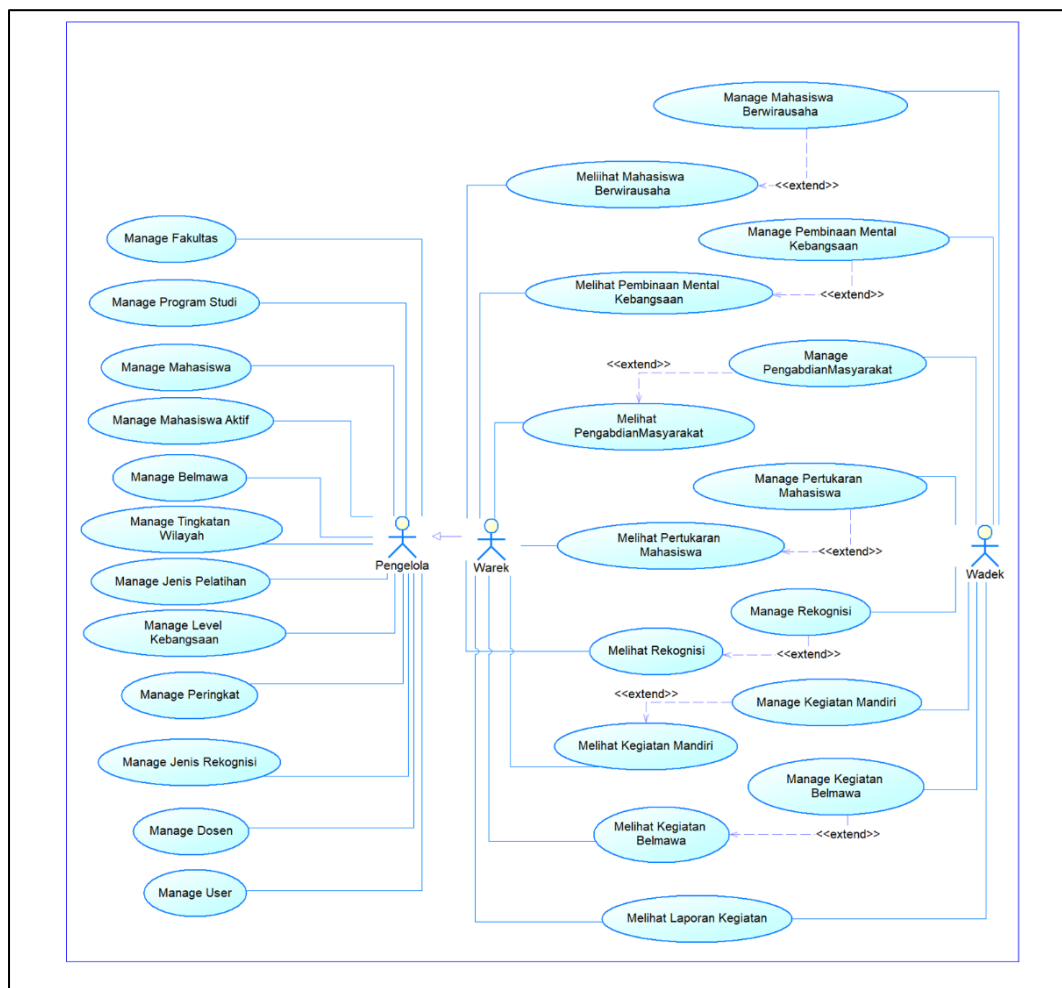 Manage Mahasiswa
Berwirausaha
<<extend>>
Meliihat Mahasiswa
Berwirausaha
Manage Pembinaan Mental
Kebangsaan
<<extend>>
Melihat Pembinaan Mental
Kebangsaan
Manage Fakultas
Manage Program Studi
Manage Mahasiswa
Manage Mahasiswa Aktif
Manage Belmawa
Manage Tingkatan
Wilayah
Manage Jenis Pelatihan
Manage Level
Kebangsaan
Manage Peringkat
Manage Jenis Rekognisi
Manage Dosen
Manage User
Pengelola
Warek
<<extend>>
Manage
PengabdianMasyarakat
Melihat
PengabdianMasyarakat
Manage Pertukaran
Mahasiswa
<<extend>>
Melihat Pertukaran
Mahasiswa
Wadek
Manage Rekognisi
<<extend>>
Melihat Rekognisi
<<extend>>
Manage Kegiatan Mandiri
Melihat Kegiatan Mandiri
Manage Kegiatan
Belmawa
<<extend>>
Melihat Kegiatan
Belmawa
Melihat Laporan Kegiatan